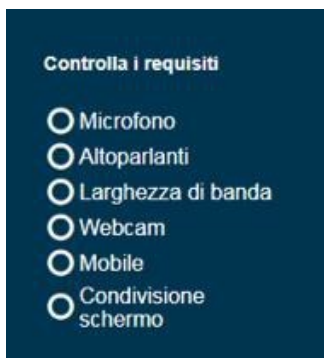 Controlla i requisiti
Microfono
Altoparlanti
Larghezza di banda
Webcam
Mobile
Condivisione
schermo